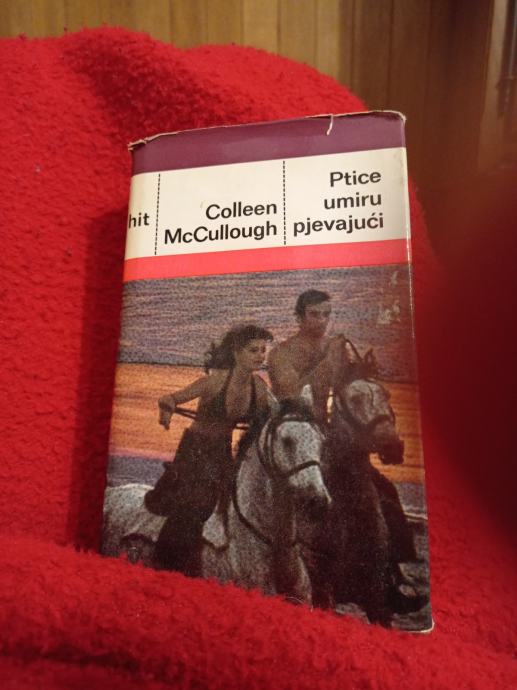 hit
Colleen
McCullough
Ptice
umiru
pjevajući